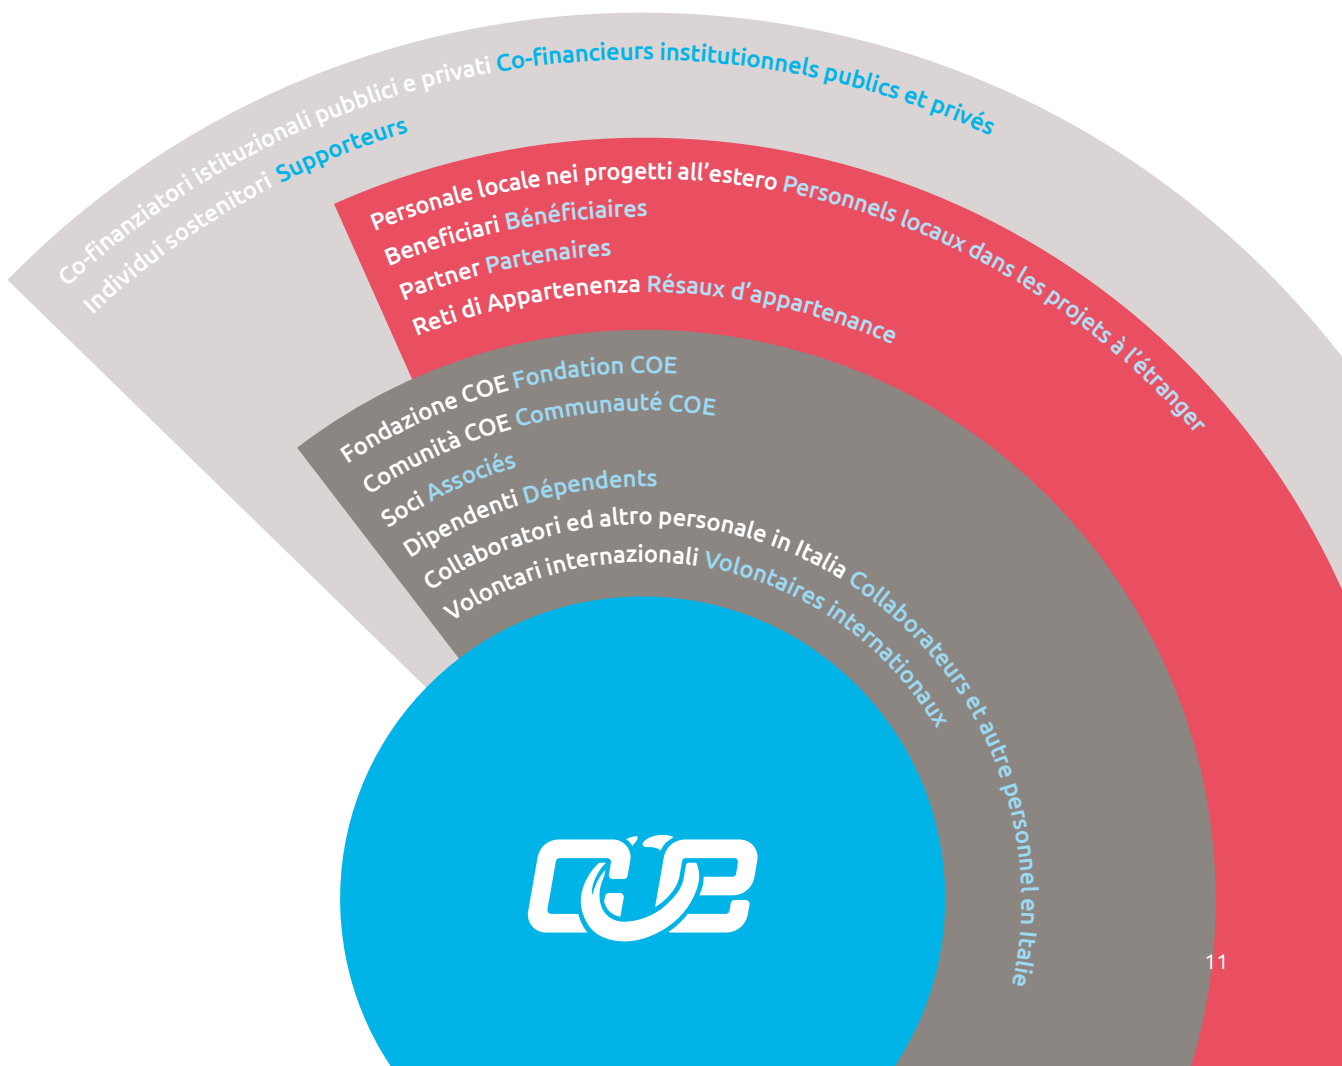 Co-finanziatori istituzionali pubblici e privati Co-financieurs institutionnels publics et privés
Individui sostenitori Supporteurs
Personale locale nei progetti all’estero Personnels locaux dans les projets à l’étranger
Beneficiari Bénéficiaires
Partner Partenaires
Reti di Appartenenza Résaux d’appartenance
Fondazione COE Fondation COE
Comunità COE Communauté COE
Soci Associés
Dipendenti Dépendents
Collaboratori ed altro personale in Italia Collaborateurs et autre personnel en Italie
Volontari internazionali Volontaires internationaux
coe
11